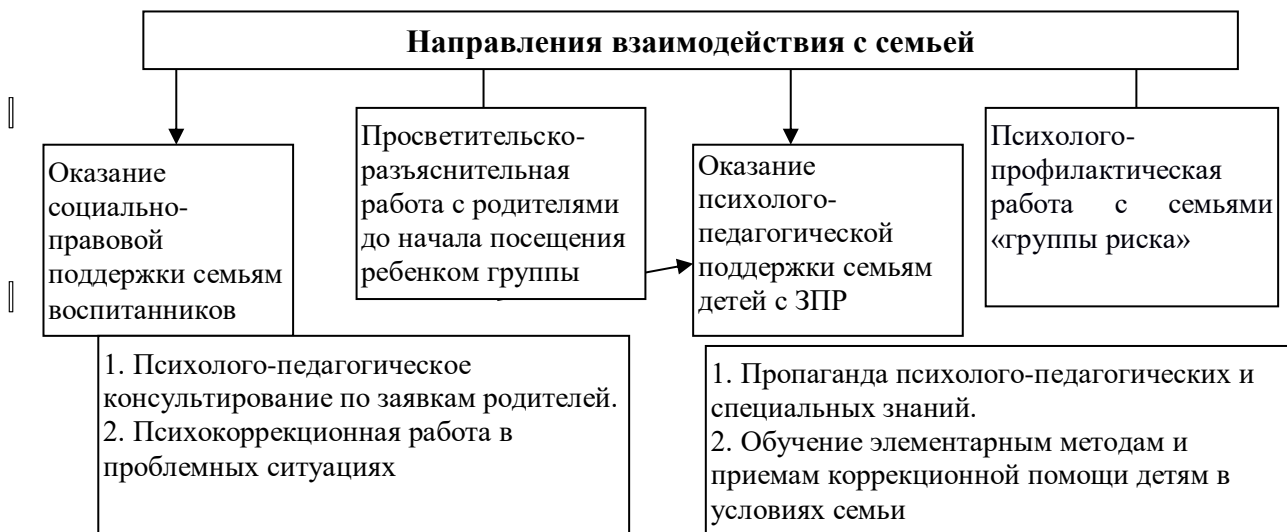 Направления взаимодействия с семьей
Оказание
социально-
правовой
поддержки семьям
воспитанников
Просветительско-
разъяснительная
работа с родителями
до начала посещения
ребенком группы
Оказание
психолого-
педагогической
поддержки семьям
детей с ЗПР
Психолого-
профилактическая
работа с семьями
«группы риска»
1. Психолого-педагогическое
консультирование по заявкам родителей.
2. Психокоррекционная работа в
проблемных ситуациях
1. Пропаганда психолого-педагогических и
специальных знаний.
2. Обучение элементарным методам и
приемам коррекционной помощи детям в
условиях семьи